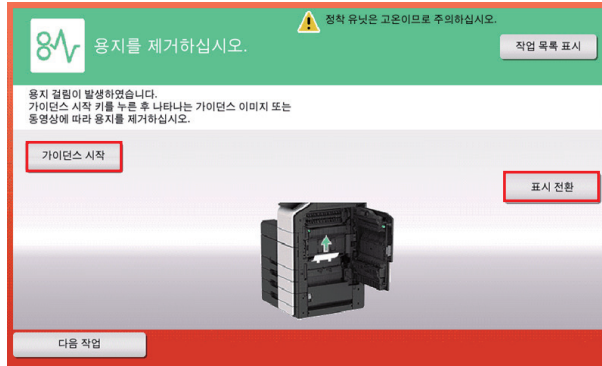 정착 유닛은 고온이므로 주의하십시오.
용지를 제거하십시오.
작업 목록 표시
용지 걸림이 발생하였습니다.
가이던스 시작 키를 누른 후 나타나는 가이던스 이미지 또는
동영상에 따라 용지를 제거하십시오.
가이던스 시작
표시 전환
다음 작업